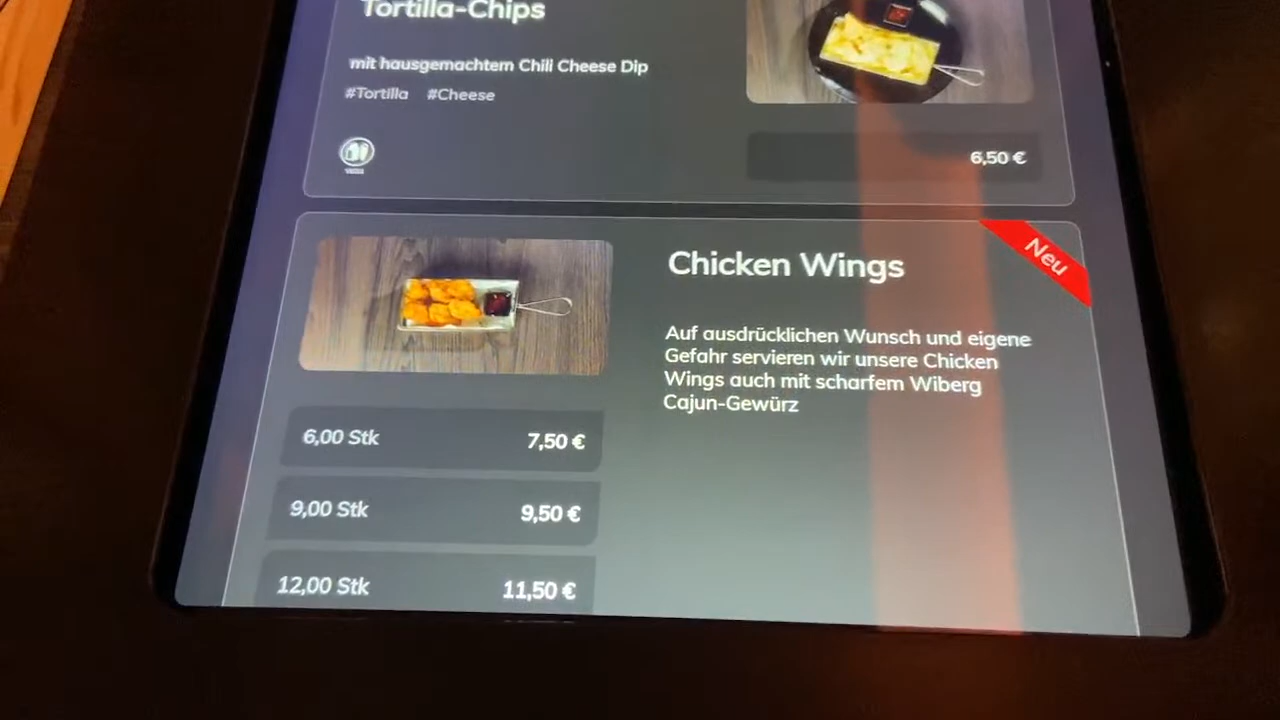 Tortilla-Chips
mit hausgemachtem Chili Cheese Dip
#Tortilla #Cheese
6,50 €
Neu
Chicken Wings
Auf ausdrücklichen Wunsch und eigene
Gefahr servieren wir unsere Chicken
Wings auch mit scharfem Wiberg
Cajun-Gewürz
6,00 Stk 7,50 €
9,00 Stk 9,50 €
12,00 Stk 11,50 €